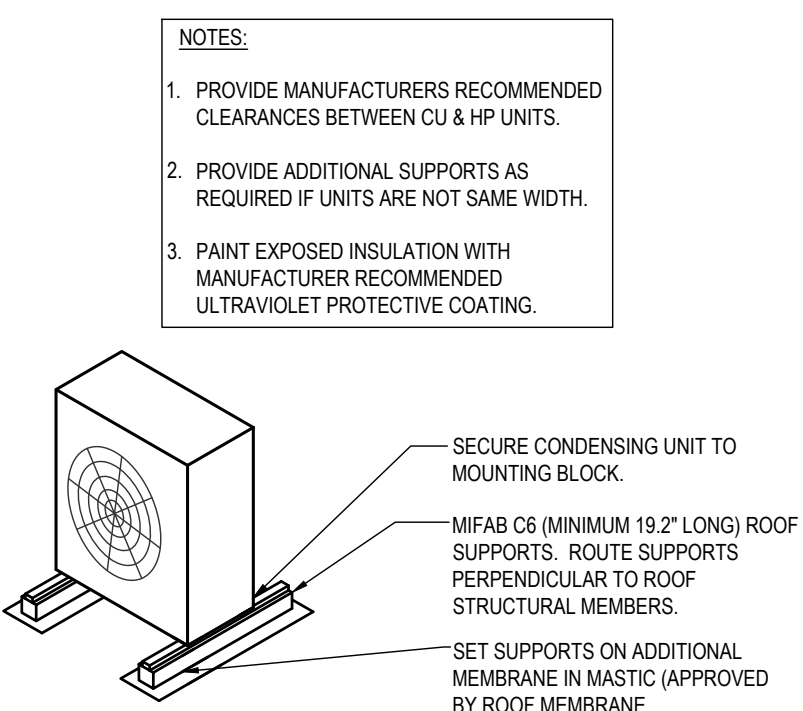 NOTES:
1. PROVIDE MANUFACTURERS RECOMMENDED
CLEARANCES BETWEEN CU & HP UNITS.
2. PROVIDE ADDITIONAL SUPPORTS AS
REQUIRED IF UNITS ARE NOT SAME WIDTH.
3. PAINT EXPOSED INSULATION WITH
MANUFACTURER RECOMMENDED
ULTRAVIOLET PROTECTIVE COATING.
SECURE CONDENSING UNIT TO
MOUNTING BLOCK.
MIFAB C6 (MINIMUM 19.2" LONG) ROOF
SUPPORTS. ROUTE SUPPORTS
PERPENDICULAR TO ROOF
STRUCTURAL MEMBERS.
SET SUPPORTS ON ADDITIONAL
MEMBRANE IN MASTIC (APPROVED
BY ROOF MEMBRANE